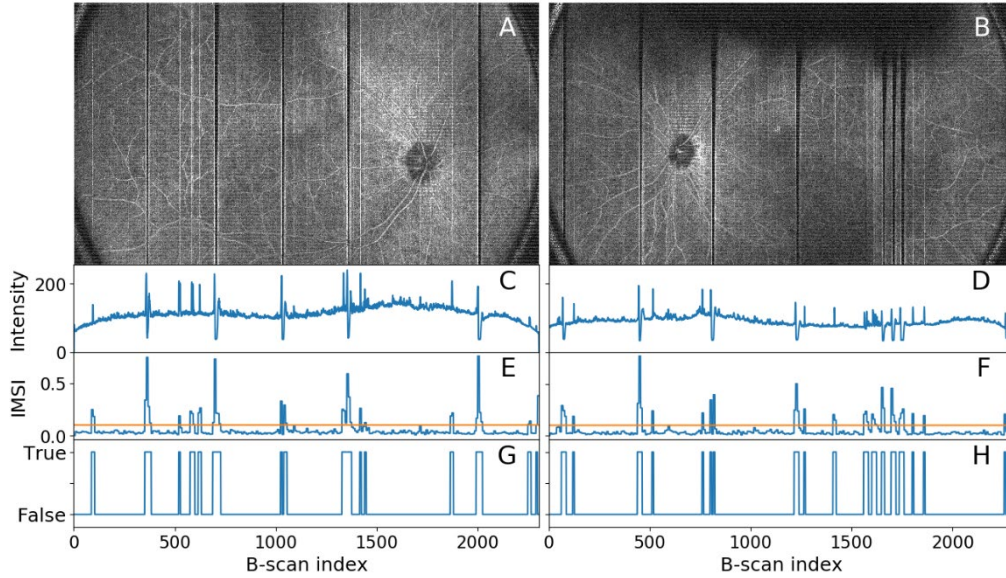 A B
C D
200
0
Intensity
E F
0.5
0.0
IMSI
G H
True
False
0 500 1000 1500 2000 0 500 1000 1500 2000
B-scan index B-scan index